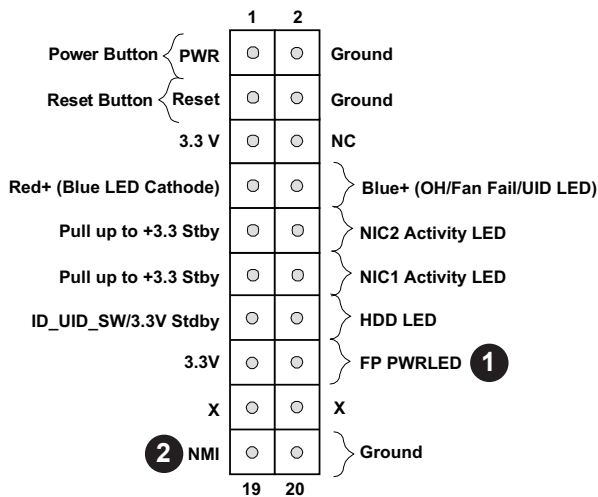 1 2
Power Button PWR Ground
Reset Button Reset Ground
3.3 V NC
Red+ (Blue LED Cathode) Blue+ (OH/Fan Fail/UID LED)
Pull up to +3.3 Stby NIC2 Activity LED
Pull up to +3.3 Stby NIC1 Activity LED
ID_UID_SW/3.3V Stdby HDD LED
3.3V FP PWRLED 1
X X
2 NMI Ground
19 20